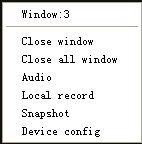 Window:3
Close window
Close all window
Audio
Local record
Snapshot
Device config